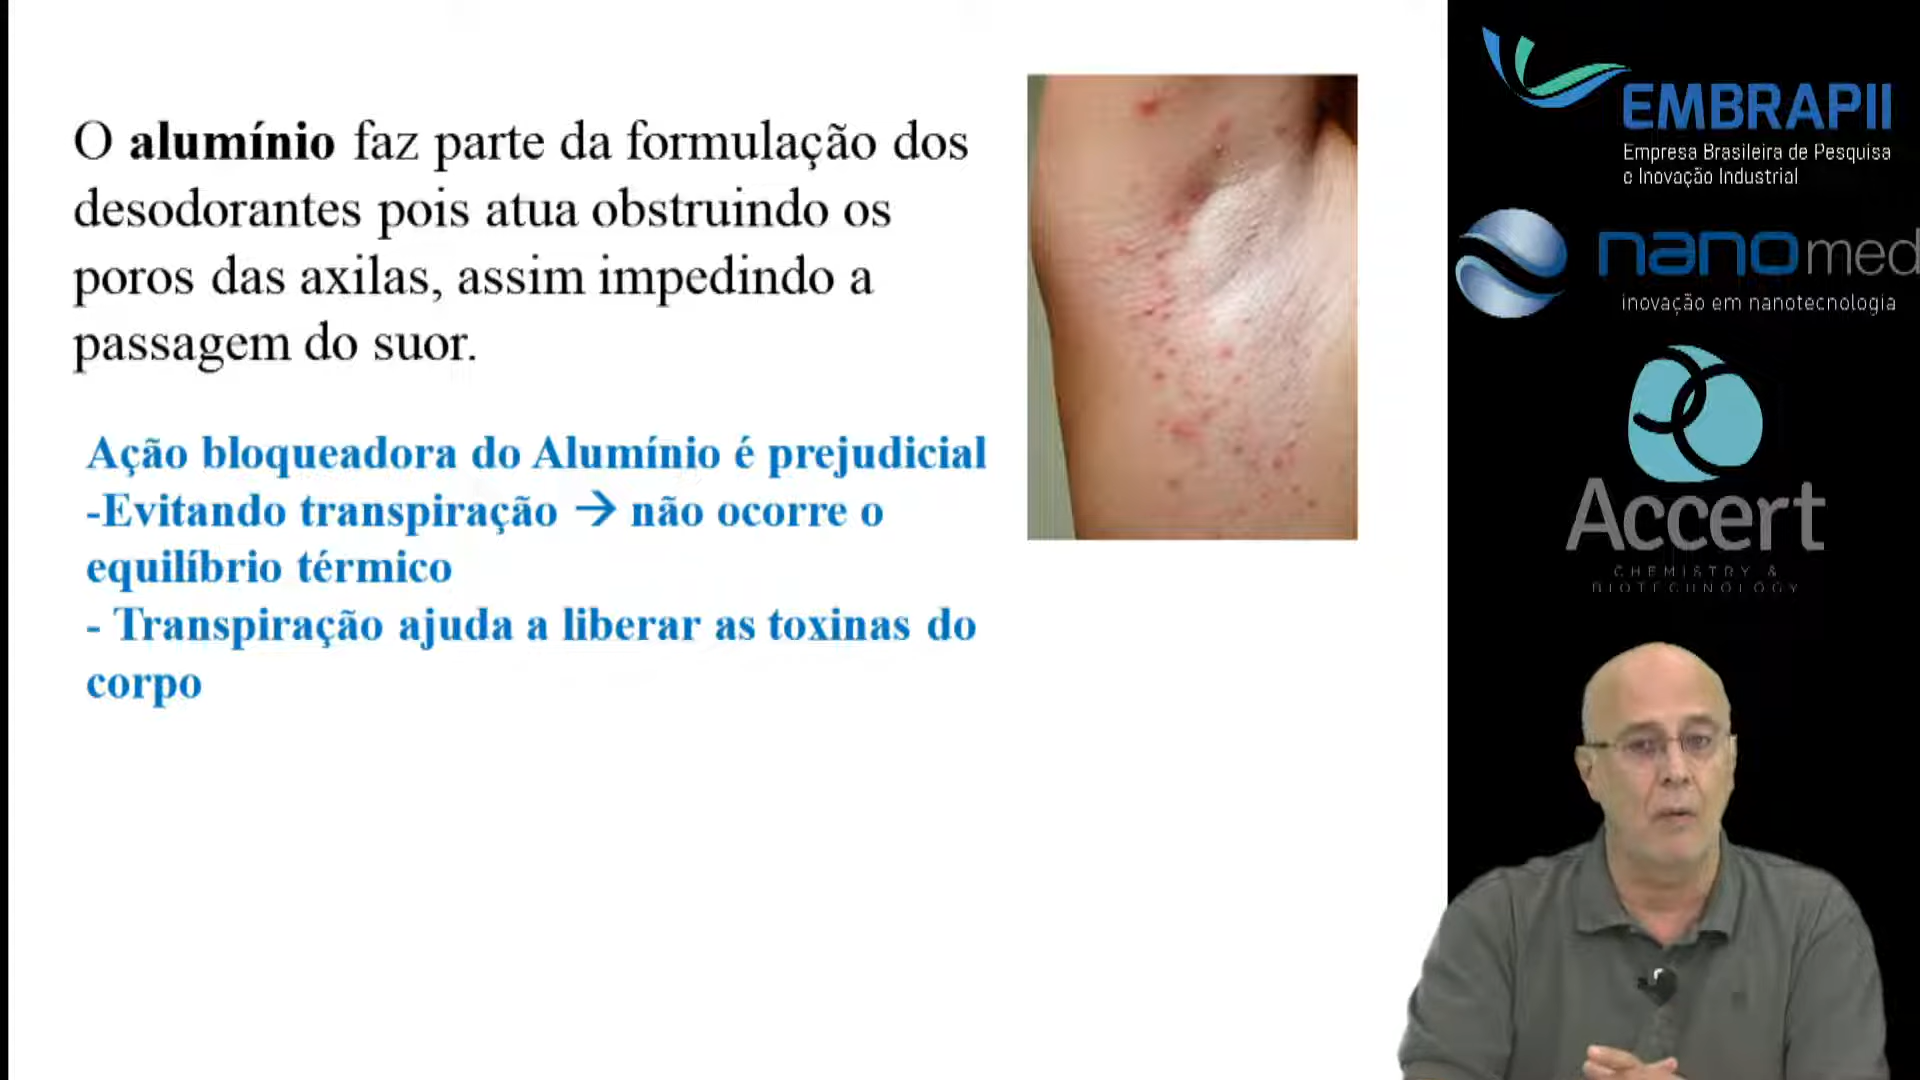 O alumínio faz parte da formulação dos
desodorantes pois atua obstruindo os
poros das axilas, assim impedindo a
passagem do suor.
Ação bloqueadora do Alumínio é prejudicial
-Evitando transpiração → não ocorre o
equilíbrio térmico
- Transpiração ajuda a liberar as toxinas do
corpo
EMBRAPII
Empresa Brasileira de Pesquisa
e Inovação Industrial
nanomed
inovação em nanotecnologia
Accert
CHEMISTRY &
BIOTECHNOLOGY